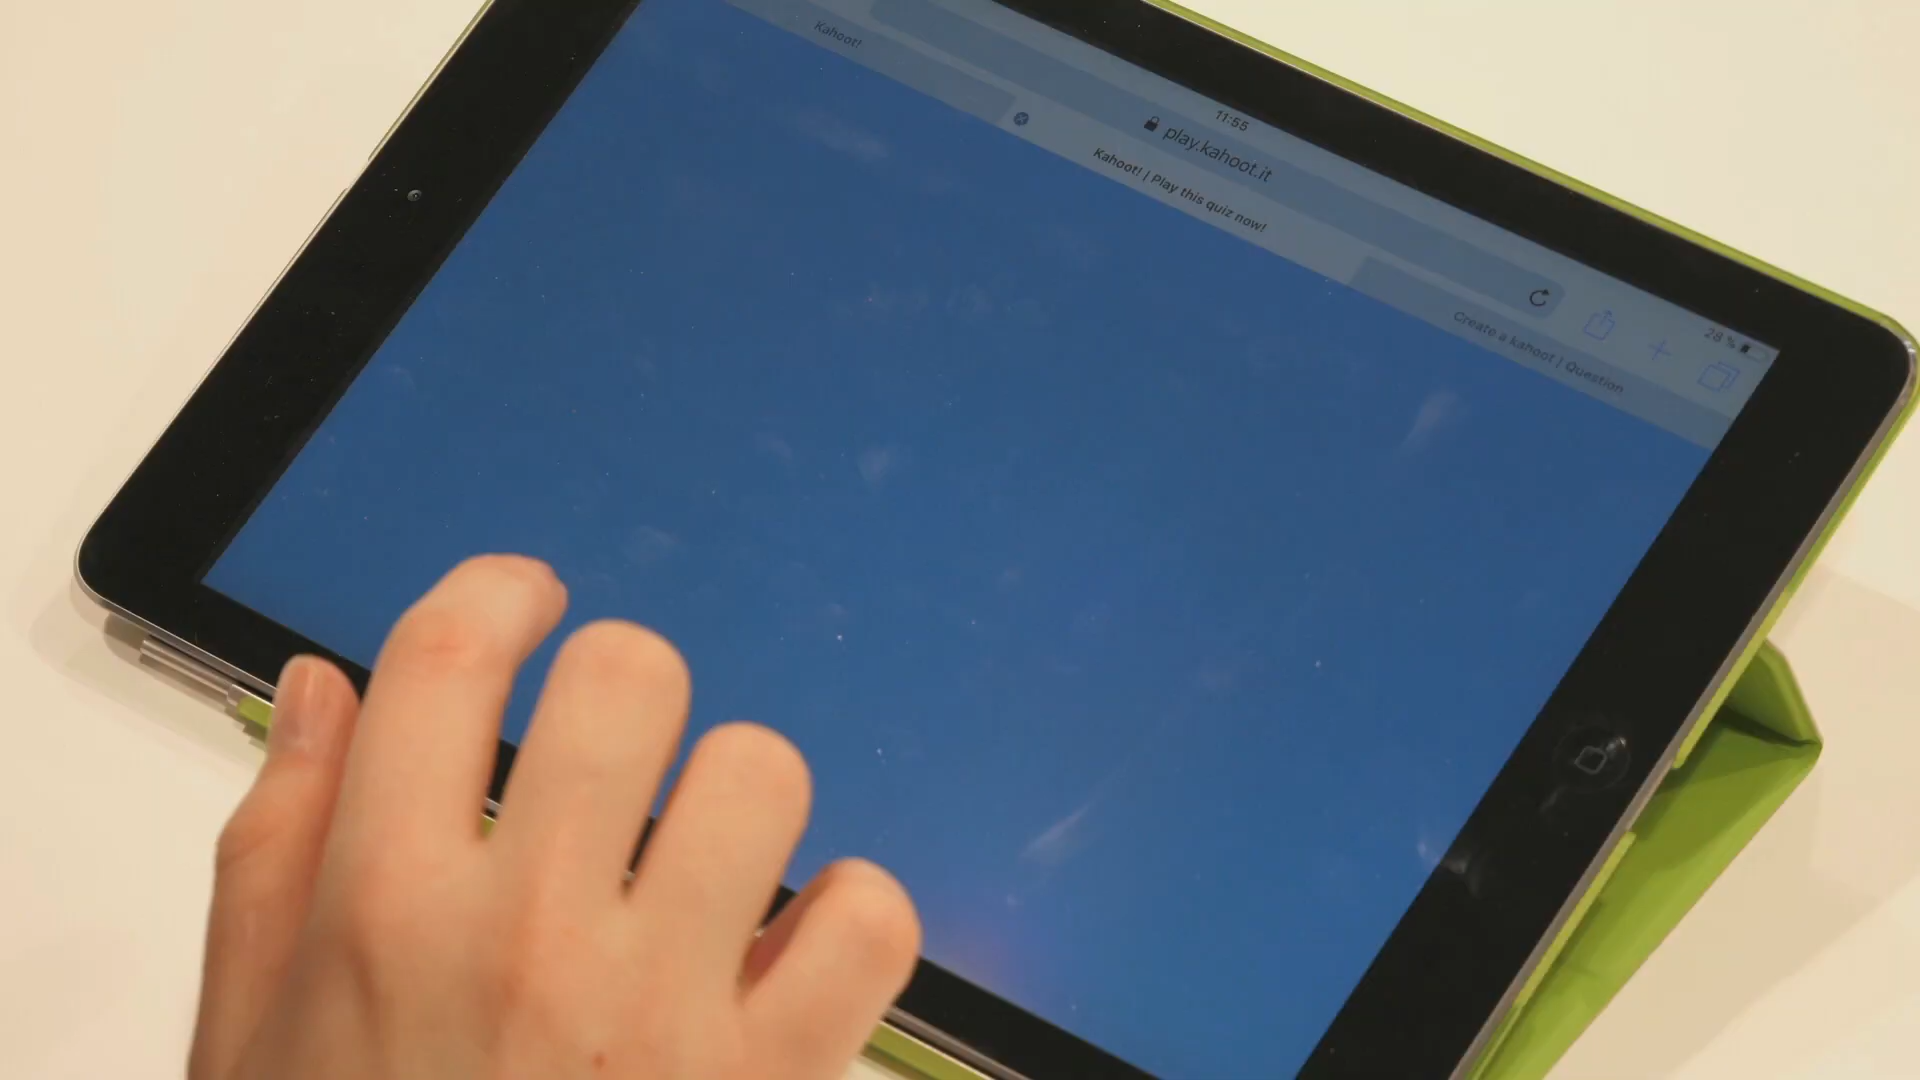 11:55
28 %
play.kahoot.it
Kahoot!
Kahoot! | Play this quiz now!
Create a kahoot | Question